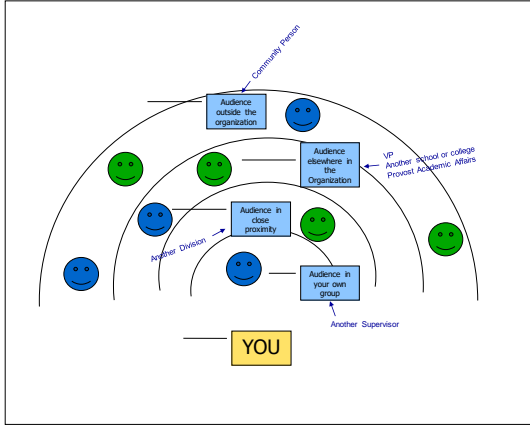 Community Person
Audience
outside the
organization
Audience
elsewhere in
the
Organization
VP
Another school or college
Provost Academic Affairs
Audience in
close
proximity
Another Division
Audience in
your own
group
Another Supervisor
YOU